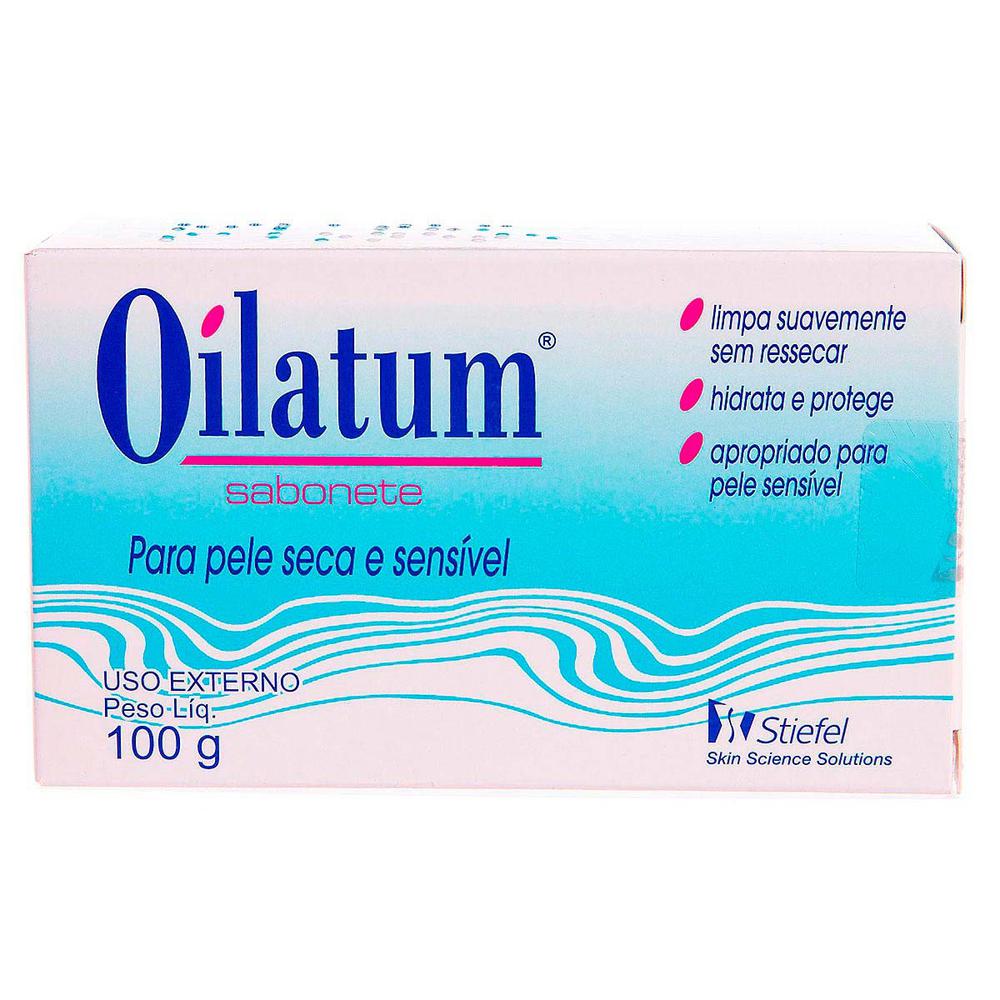 Oilatum®
sabonete
Para pele seca e sensível
limpa suavemente
sem ressecar
hidrata e protege
apropriado para
pele sensível
USO EXTERNO
Peso Líq.
100 g
Stiefel
Skin Science Solutions